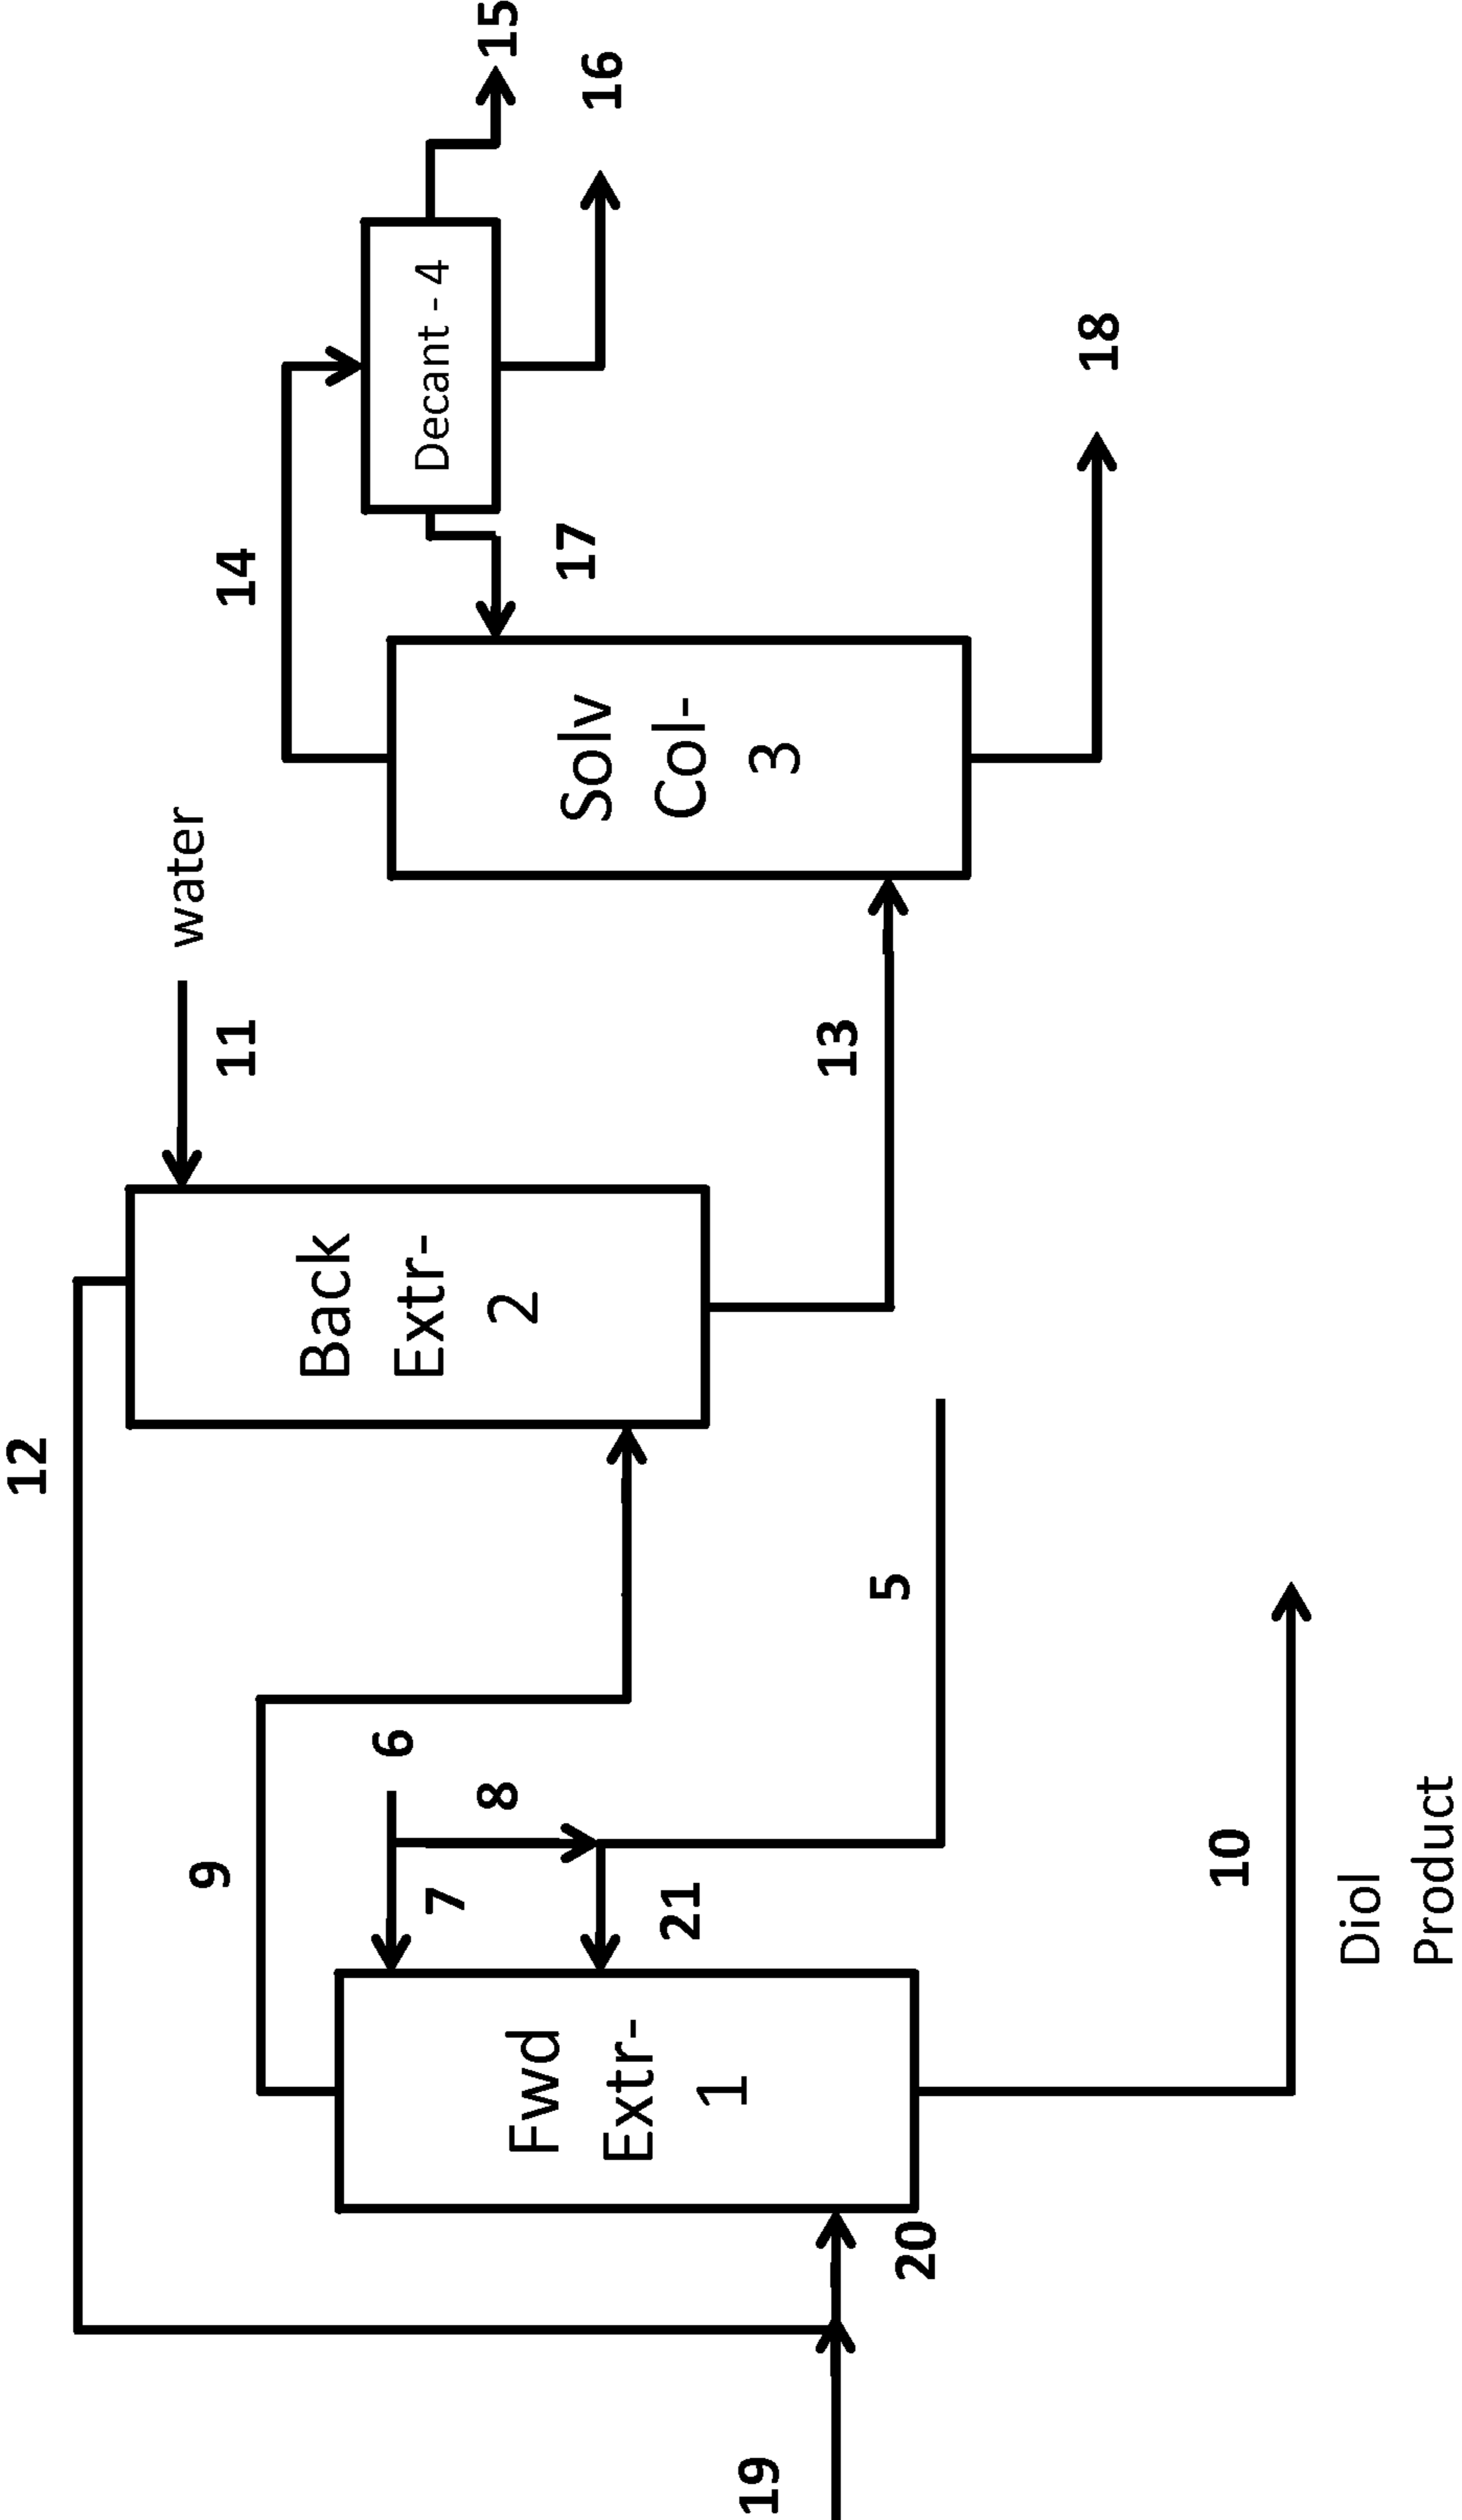 12
9
6
7
8
21
5
Fwd
Extr-
1
20
19
10
Diol
Product
Back
Extr-
2
water
11
13
14
Solv
Col-
3
17
Decant - 4
15
16
18